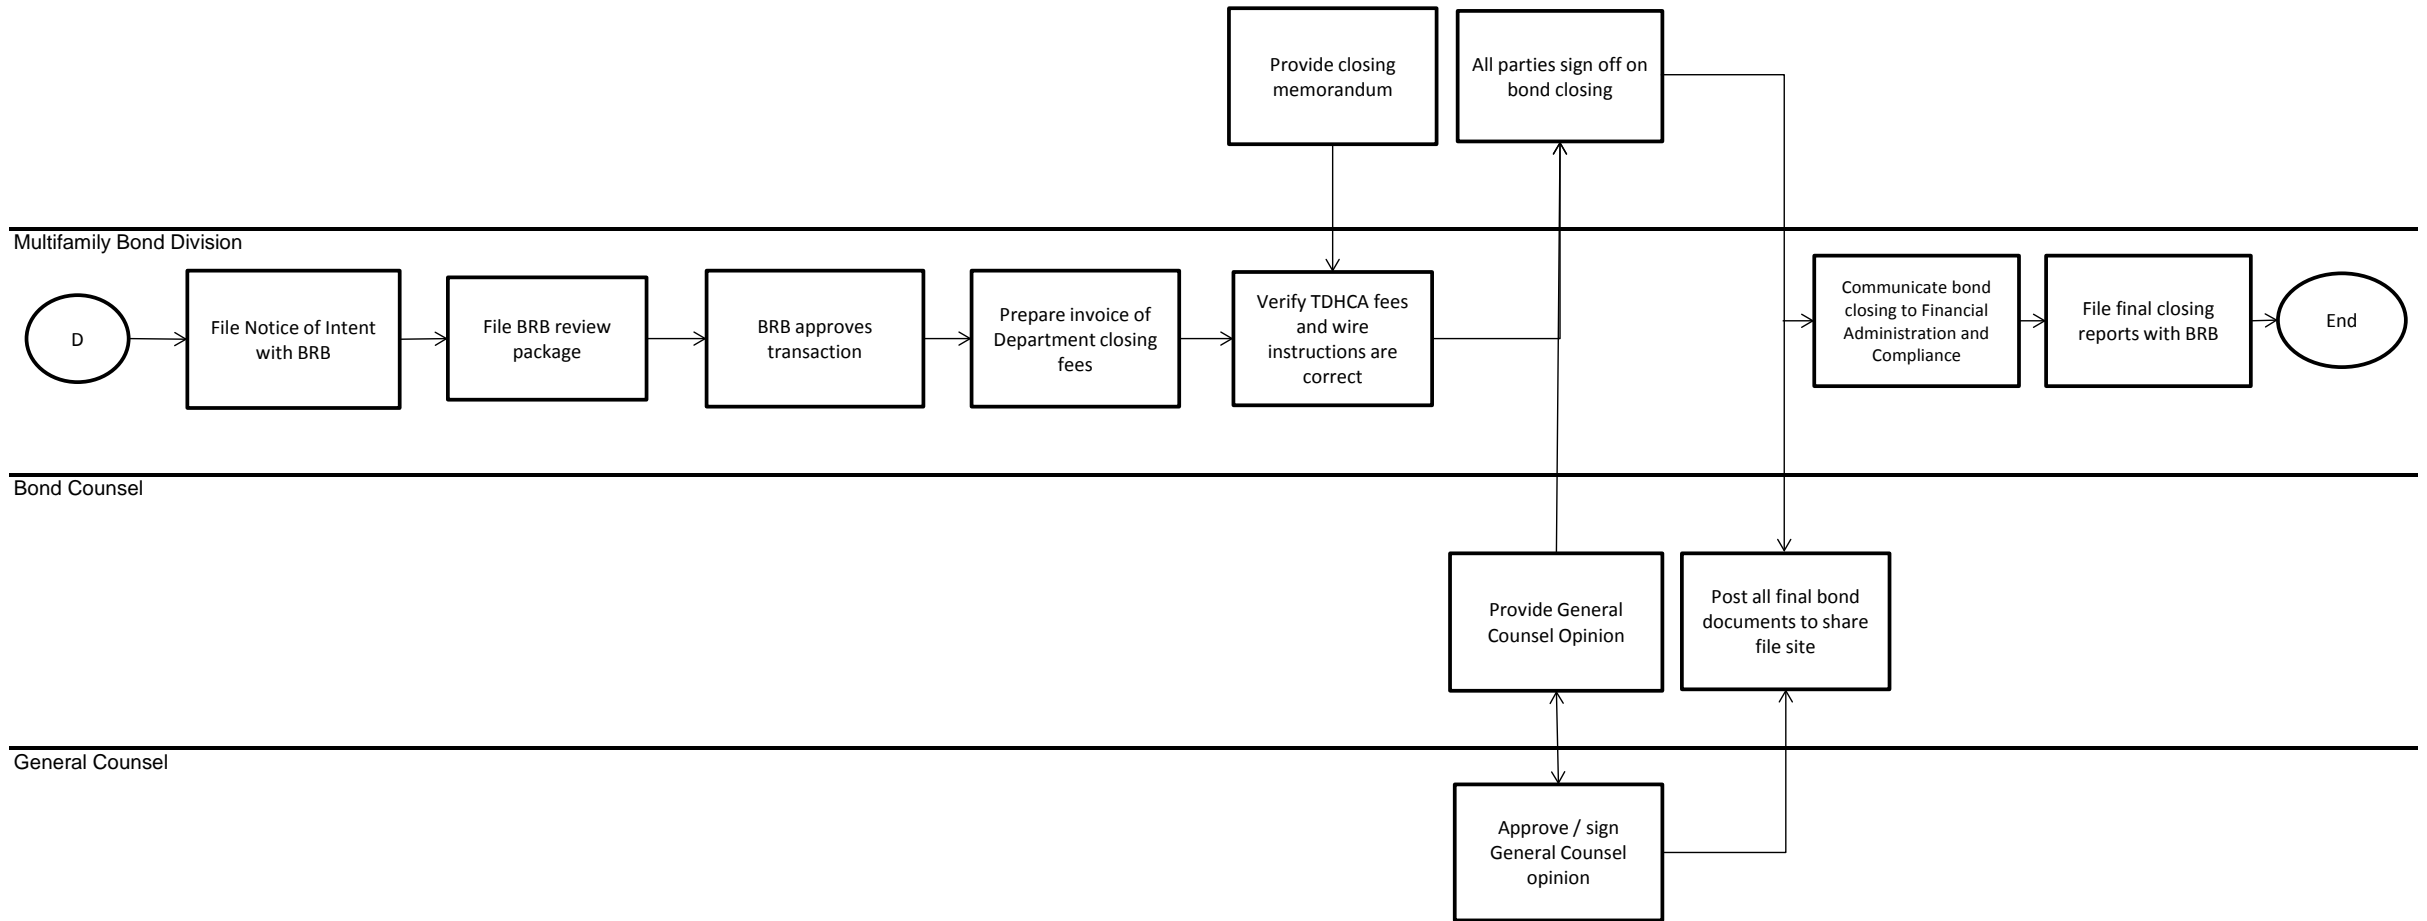 Provide closing
memorandum
All parties sign off on
bond closing
Multifamily Bond Division
D
File Notice of Intent
with BRB
File BRB review
package
BRB approves
transaction
Prepare invoice of
Department closing
fees
Verify TDHCA fees
and wire
instructions are
correct
Communicate bond
closing to Financial
Administration and
Compliance
File final closing
reports with BRB
End
Bond Counsel
Provide General
Counsel Opinion
Post all final bond
documents to share
file site
General Counsel
Approve / sign
General Counsel
opinion